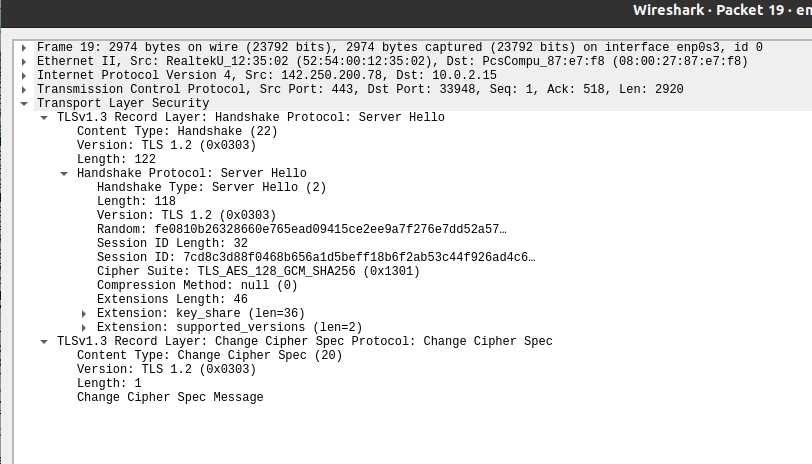 Wireshark · Packet 19 · en
Frame 19: 2974 bytes on wire (23792 bits), 2974 bytes captured (23792 bits) on interface enp0s3, id 0
Ethernet II, Src: RealtekU_12:35:02 (52:54:00:12:35:02), Dst: PcsCompu_87:e7:f8 (08:00:27:87:e7:f8)
Internet Protocol Version 4, Src: 142.250.200.78, Dst: 10.0.2.15
Transmission Control Protocol, Src Port: 443, Dst Port: 33948, Seq: 1, Ack: 518, Len: 2920
Transport Layer Security
TLSv1.3 Record Layer: Handshake Protocol: Server Hello
Content Type: Handshake (22)
Version: TLS 1.2 (0x0303)
Length: 122
Handshake Protocol: Server Hello
Handshake Type: Server Hello (2)
Length: 118
Version: TLS 1.2 (0x0303)
Random: fe0810b26328660e765ead09415ce2ee9a7f276e7dd52a57…
Session ID Length: 32
Session ID: 7cd8c3d88f0468b656a1d5beff18b6f2ab53c44f926ad4c6…
Cipher Suite: TLS_AES_128_GCM_SHA256 (0x1301)
Compression Method: null (0)
Extensions Length: 46
Extension: key_share (len=36)
Extension: supported_versions (len=2)
TLSv1.3 Record Layer: Change Cipher Spec Protocol: Change Cipher Spec
Content Type: Change Cipher Spec (20)
Version: TLS 1.2 (0x0303)
Length: 1
Change Cipher Spec Message